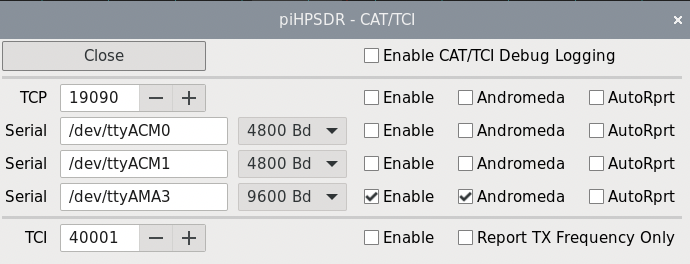 piHPSDR - CAT/TCI ×
Close Enable CAT/TCI Debug Logging
TCP 19090 Enable Andromeda AutoRprt
Serial /dev/ttyACM0 4800 Bd Enable Andromeda AutoRprt
Serial /dev/ttyACM1 4800 Bd Enable Andromeda AutoRprt
Serial /dev/ttyAMA3 9600 Bd Enable Andromeda AutoRprt
TCI 40001 Enable Report TX Frequency Only